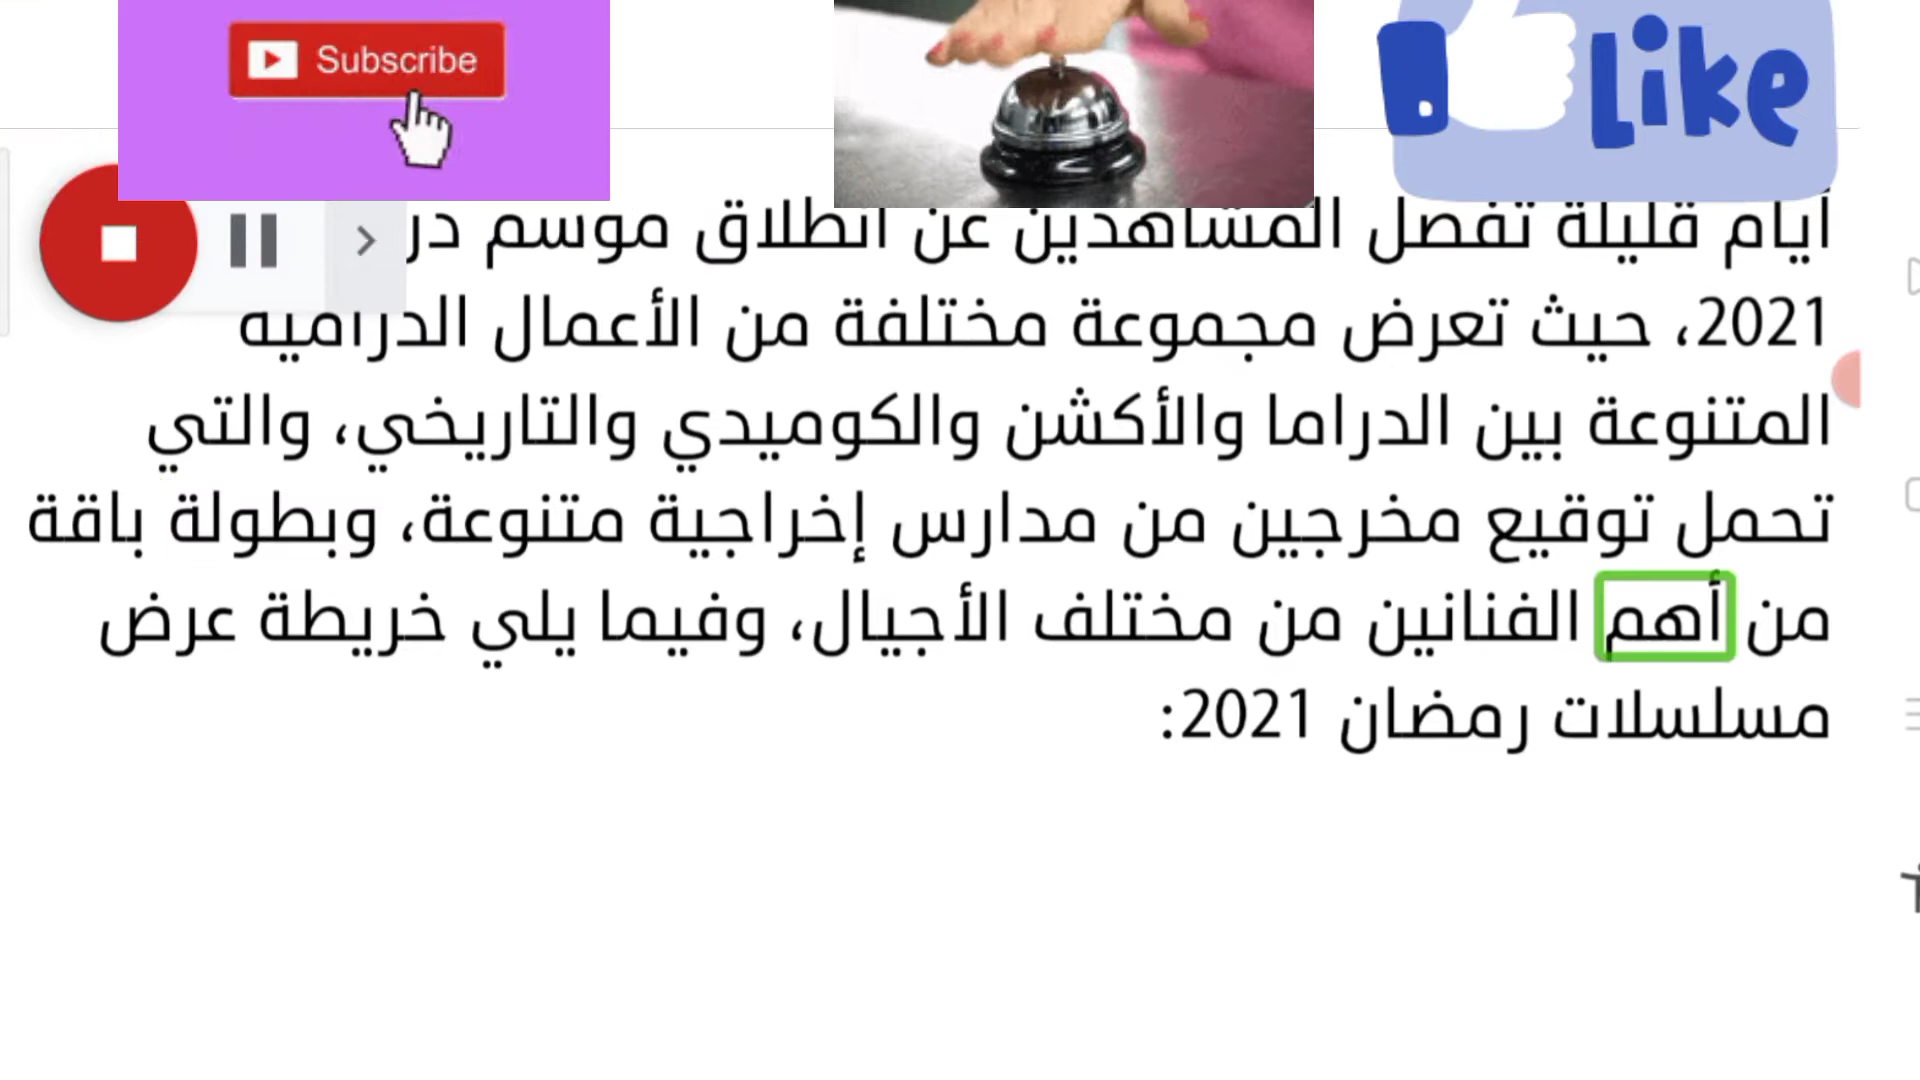 Subscribe
Like
أيام قليلة تفصل المشاهدين عن انطلاق موسم
2021، حيث تعرض مجموعة مختلفة من الأعمال الدرامية
المتنوعة بين الدراما والأكشن والكوميدي والتاريخي، والتي
تحمل توقيع مخرجين من مدارس إخراجية متنوعة، وبطولة باقة
من أهم الفنانين من مختلف الأجيال، وفيما يلي خريطة عرض
مسلسلات رمضان 2021: